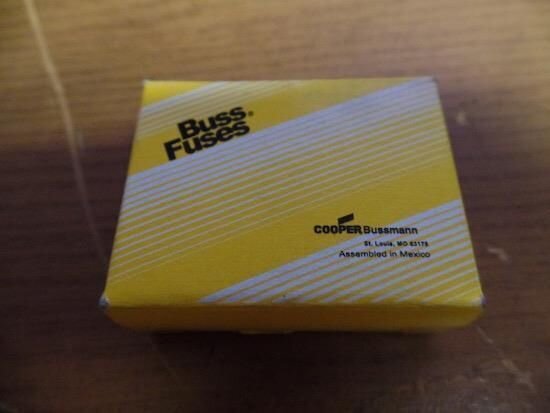 Buss®
Fuses
COOPER Bussmann
St. Louis, MO 63178
Assembled in Mexico